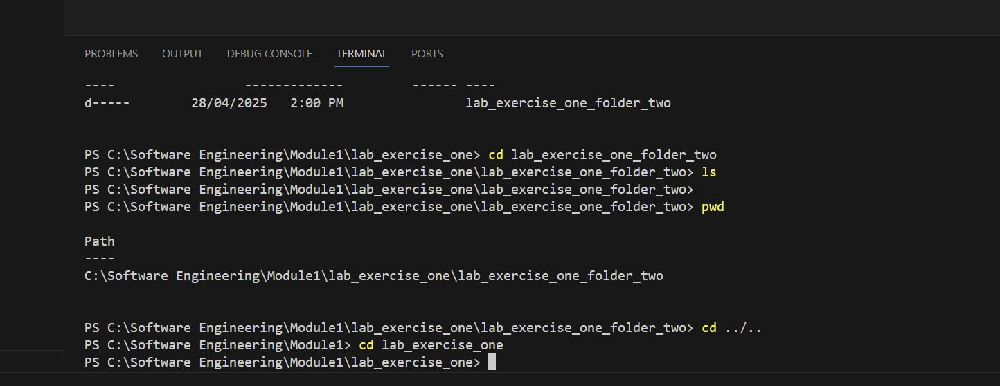 PROBLEMS OUTPUT DEBUG CONSOLE TERMINAL PORTS
---- ------------- ------ ----
d----- 28/04/2025 2:00 PM lab_exercise_one_folder_two
PS C:\Software Engineering\Module1\lab_exercise_one> cd lab_exercise_one_folder_two
PS C:\Software Engineering\Module1\lab_exercise_one\lab_exercise_one_folder_two> ls
PS C:\Software Engineering\Module1\lab_exercise_one\lab_exercise_one_folder_two>
PS C:\Software Engineering\Module1\lab_exercise_one\lab_exercise_one_folder_two> pwd
Path
----
C:\Software Engineering\Module1\lab_exercise_one\lab_exercise_one_folder_two
PS C:\Software Engineering\Module1\lab_exercise_one\lab_exercise_one_folder_two> cd ../..
PS C:\Software Engineering\Module1> cd lab_exercise_one
PS C:\Software Engineering\Module1\lab_exercise_one>